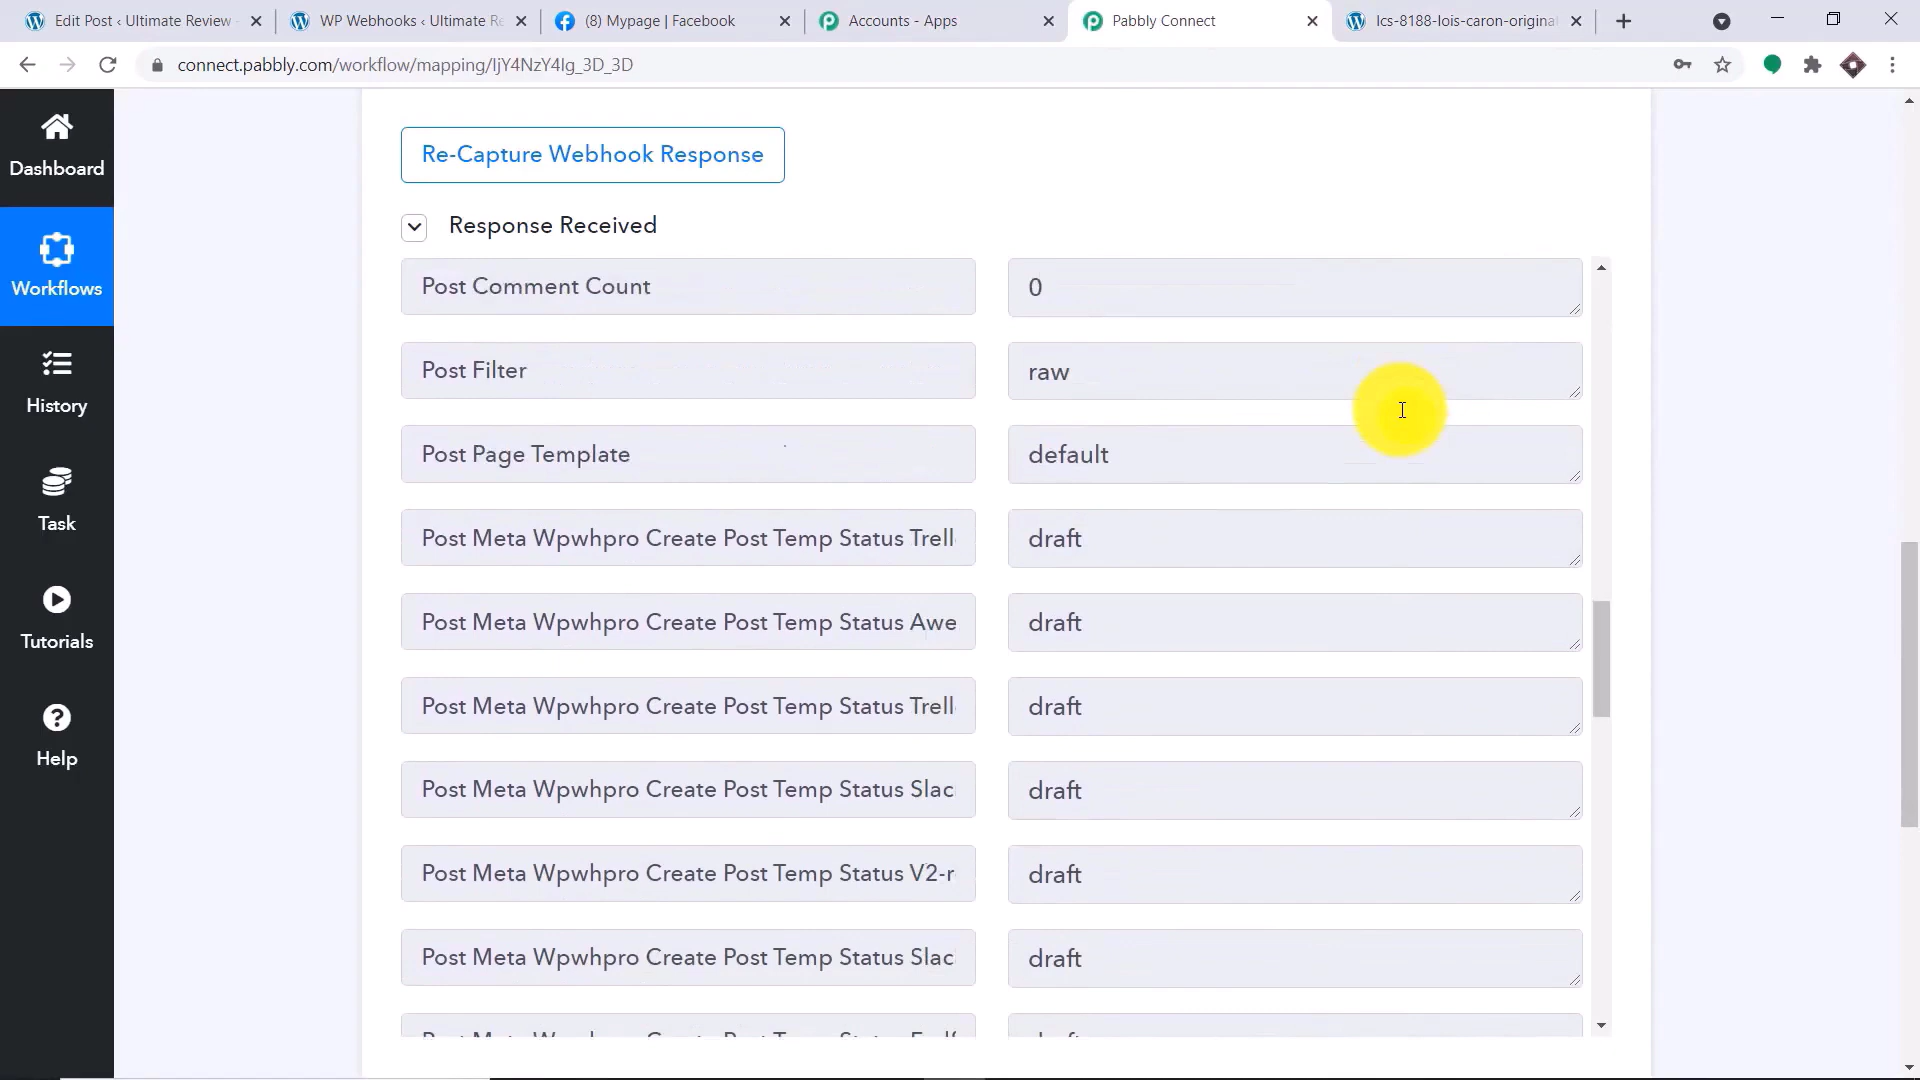 Edit Post ‹ Ultimate Review
WP Webhooks ‹ Ultimate Re
(8) Mypage | Facebook
Accounts - Apps
Pabbly Connect
lcs-8188-lois-caron-original
connect.pabbly.com/workflow/mapping/IjY4NzY4Ig_3D_3D
Dashboard
Workflows
History
Task
Tutorials
Help
Re-Capture Webhook Response
Response Received
Post Comment Count
0
Post Filter
raw
Post Page Template
default
Post Meta Wpwhpro Create Post Temp Status Trell
draft
Post Meta Wpwhpro Create Post Temp Status Awe
draft
Post Meta Wpwhpro Create Post Temp Status Trell
draft
Post Meta Wpwhpro Create Post Temp Status Slac
draft
Post Meta Wpwhpro Create Post Temp Status V2-r
draft
Post Meta Wpwhpro Create Post Temp Status Slac
draft